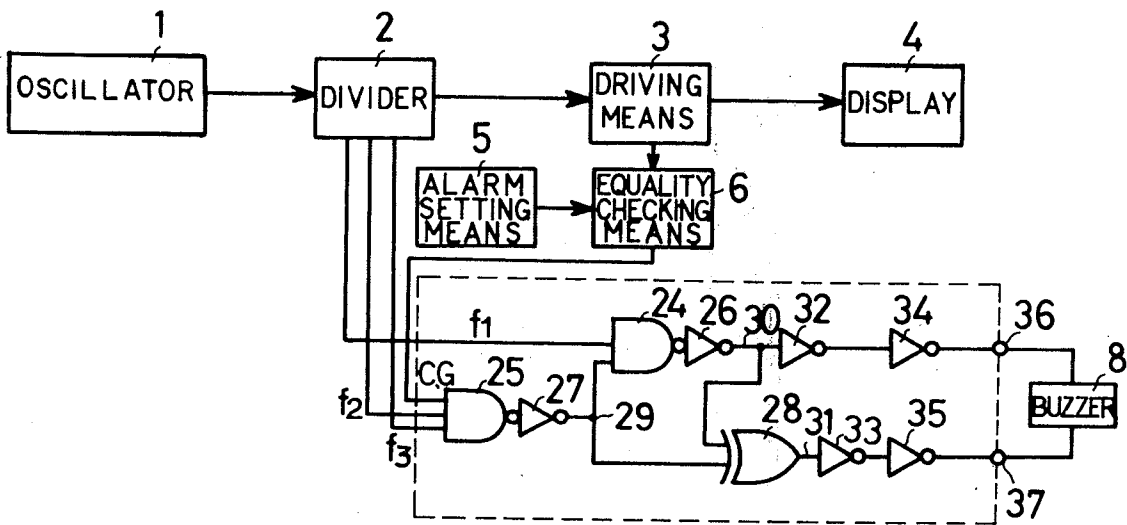 1
2
3
4
OSCILLATOR
DIVIDER
DRIVING
MEANS
DISPLAY
5
6
ALARM
SETTING
MEANS
EQUALITY
CHECKING
MEANS
24
26
30
32
34
36
f1
CG
25
27
29
28
31
33
35
37
8
BUZZER
f2
f3